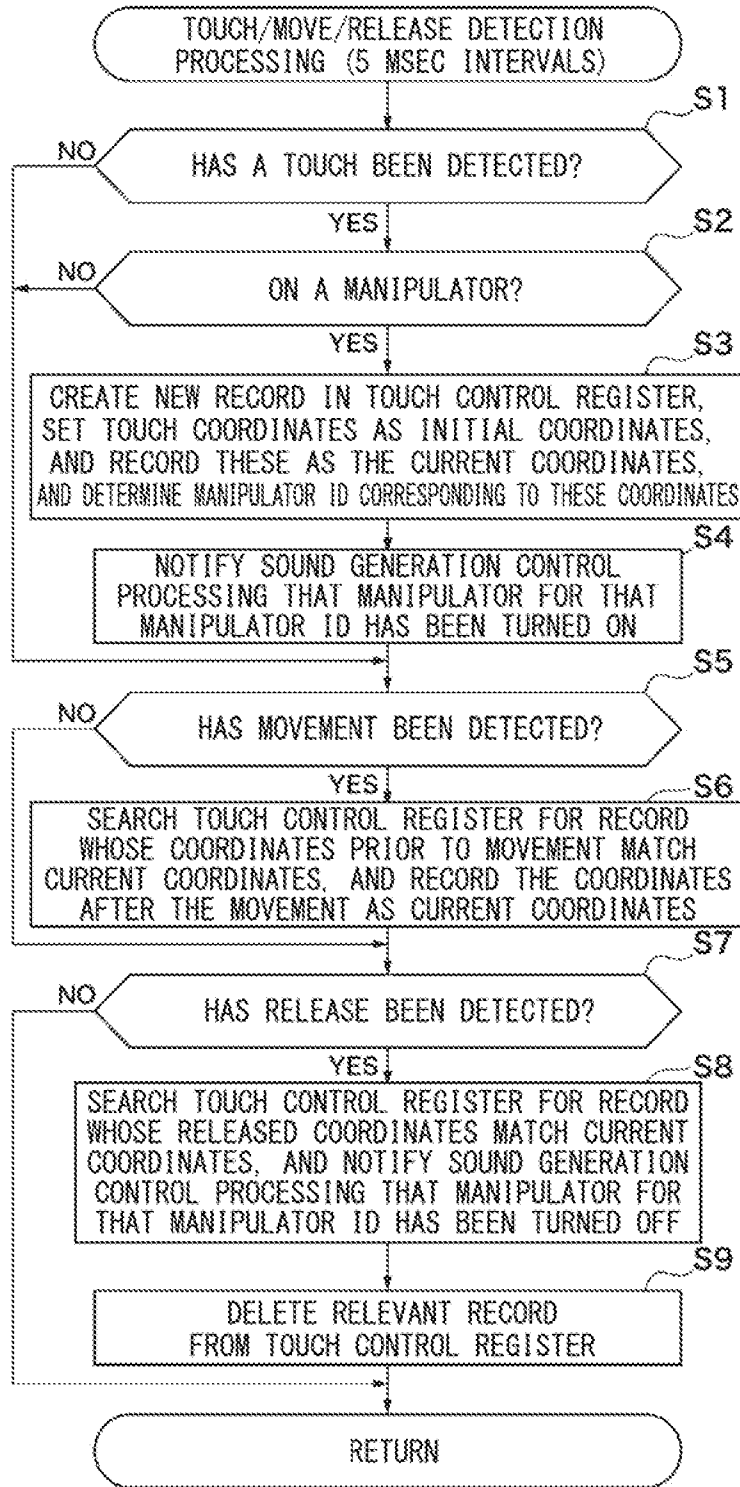 TOUCH/MOVE/RELEASE DETECTION
PROCESSING (5 MSEC INTERVALS)
S1
NO
HAS A TOUCH BEEN DETECTED?
YES
S2
NO
ON A MANIPULATOR?
YES
S3
CREATE NEW RECORD IN TOUCH CONTROL REGISTER,
SET TOUCH COORDINATES AS INITIAL COORDINATES,
AND RECORD THESE AS THE CURRENT COORDINATES,
AND DETERMINE MANIPULATOR ID CORRESPONDING TO THESE COORDINATES
S4
NOTIFY SOUND GENERATION CONTROL
PROCESSING THAT MANIPULATOR FOR THAT
MANIPULATOR ID HAS BEEN TURNED ON
S5
NO
HAS MOVEMENT BEEN DETECTED?
YES
S6
SEARCH TOUCH CONTROL REGISTER FOR RECORD
WHOSE COORDINATES PRIOR TO MOVEMENT MATCH
CURRENT COORDINATES, AND RECORD THE COORDINATES
AFTER THE MOVEMENT AS CURRENT COORDINATES
S7
NO
HAS RELEASE BEEN DETECTED?
YES
S8
SEARCH TOUCH CONTROL REGISTER FOR RECORD
WHOSE RELEASED COORDINATES MATCH CURRENT
COORDINATES, AND NOTIFY SOUND GENERATION
CONTROL PROCESSING THAT MANIPULATOR FOR
THAT MANIPULATOR ID HAS BEEN TURNED OFF
S9
DELETE RELEVANT RECORD
FROM TOUCH CONTROL REGISTER
RETURN